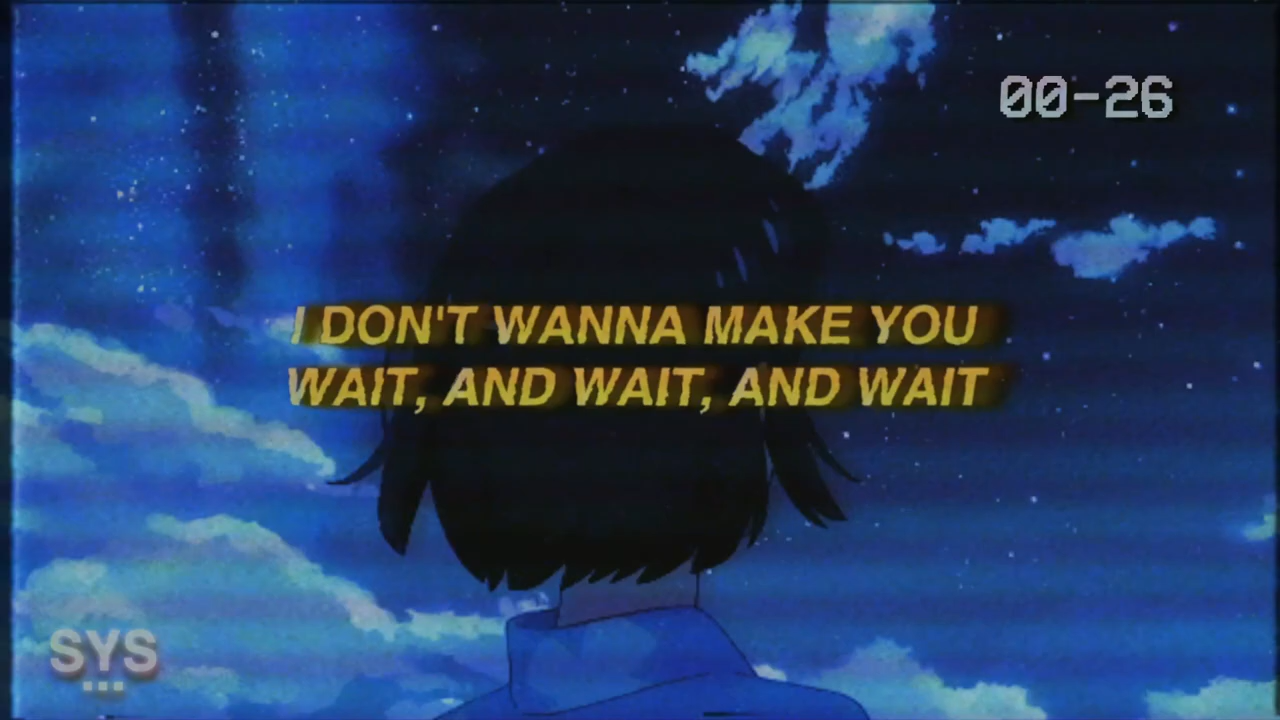 00-26
I DON'T WANNA MAKE YOU
WAIT, AND WAIT, AND WAIT
SYS